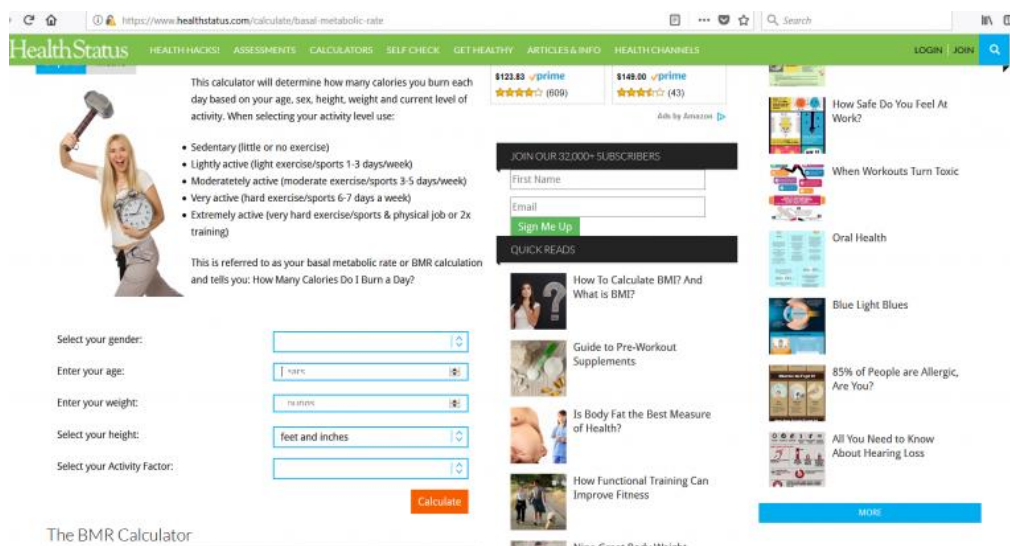 https://www.healthstatus.com/calculate/basal-metabolic-rate
Search
HealthStatus
HEALTH HACKS!
ASSESSMENTS
CALCULATORS
SELF CHECK
GET HEALTHY
ARTICLES & INFO
HEALTH CHANNELS
LOGIN
JOIN
This calculator will determine how many calories you burn each
day based on your age, sex, height, weight and current level of
activity. When selecting your activity level use:
• Sedentary (little or no exercise)
• Lightly active (light exercise/sports 1-3 days/week)
• Moderatetely active (moderate exercise/sports 3-5 days/week)
• Very active (hard exercise/sports 6-7 days a week)
• Extremely active (very hard exercise/sports & physical job or 2x
training)
This is referred to as your basal metabolic rate or BMR calculation
and tells you: How Many Calories Do I Burn a Day?
Select your gender:
Enter your age:
Enter your weight:
Select your height:
feet and inches
Select your Activity Factor:
Calculate
The BMR Calculator
$123.83 prime
(609)
$149.00 prime
(43)
Ads by Amazon
JOIN OUR 32,000+ SUBSCRIBERS
First Name
Email
Sign Me Up
QUICK READS
How To Calculate BMI? And
What is BMI?
Guide to Pre-Workout
Supplements
Is Body Fat the Best Measure
of Health?
How Functional Training Can
Improve Fitness
How Safe Do You Feel At
Work?
When Workouts Turn Toxic
Oral Health
Blue Light Blues
85% of People are Allergic,
Are You?
All You Need to Know
About Hearing Loss
MORE